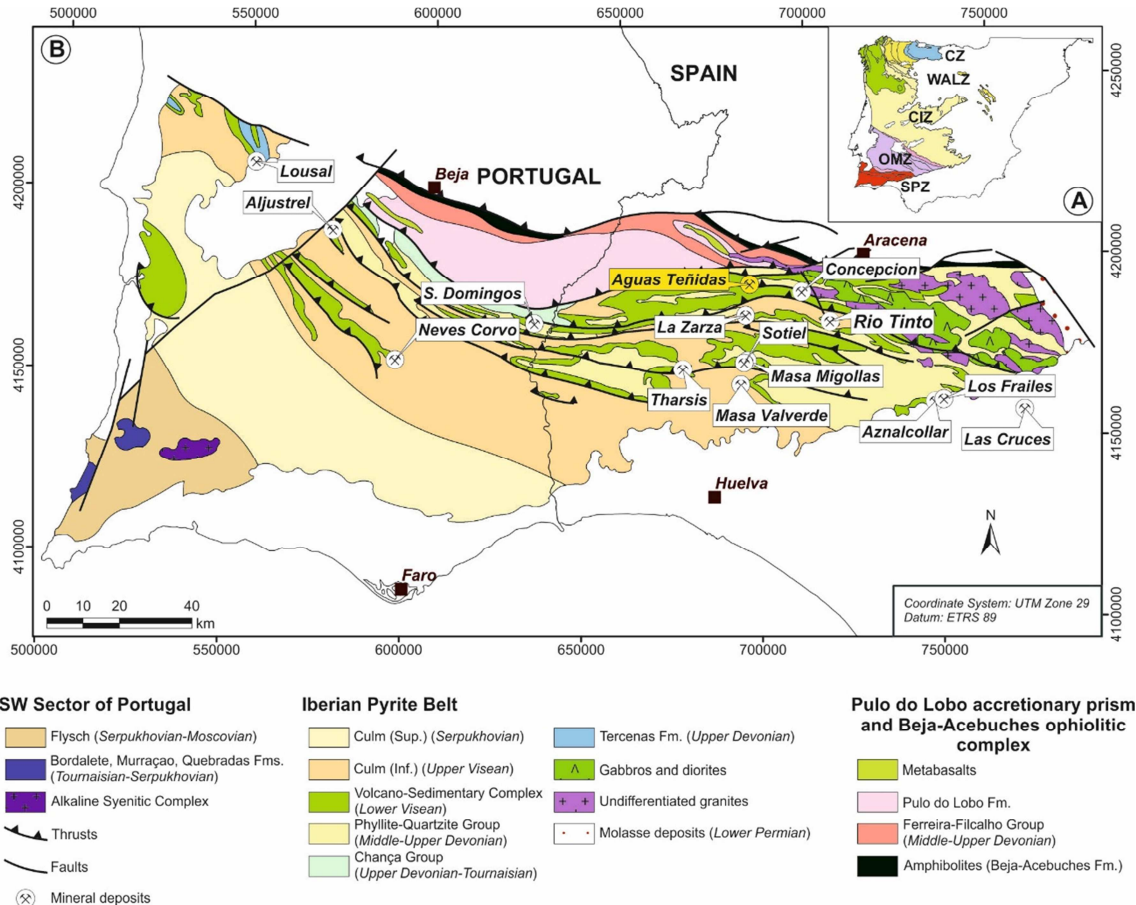 500000
550000
600000
650000
700000
750000
B
SPAIN
CZ
WALZ
CIZ
OMZ
SPZ
A
4250000
4200000
4150000
4100000
Lousal
Beja
PORTUGAL
Aljustrel
Aracena
Concepcion
Aguas Teñidas
S. Domingos
Neves Corvo
La Zarza
Sotiel
Rio Tinto
Masa Migollas
Los Frailes
Tharsis
Masa Valverde
Aznalcollar
Las Cruces
4200000
4150000
4100000
Huelva
N
Faro
0 10 20 40
km
Coordinate System: UTM Zone 29
Datum: ETRS 89
500000
550000
600000
650000
700000
750000
SW Sector of Portugal
Flysch (Serpukhovian-Moscovian)
Bordalete, Murraçao, Quebradas Fms.
(Tournaisian-Serpukhovian)
Alkaline Syenitic Complex
Thrusts
Faults
Mineral deposits
Iberian Pyrite Belt
Culm (Sup.) (Serpukhovian)
Culm (Inf.) (Upper Visean)
Volcano-Sedimentary Complex
(Lower Visean)
Phyllite-Quartzite Group
(Middle-Upper Devonian)
Chança Group
(Upper Devonian-Tournaisian)
Tercenas Fm. (Upper Devonian)
Gabbros and diorites
Undifferentiated granites
Molasse deposits (Lower Permian)
Pulo do Lobo accretionary prism
and Beja-Acebuches ophiolitic
complex
Metabasalts
Pulo do Lobo Fm.
Ferreira-Filcalho Group
(Middle-Upper Devonian)
Amphibolites (Beja-Acebuches Fm.)